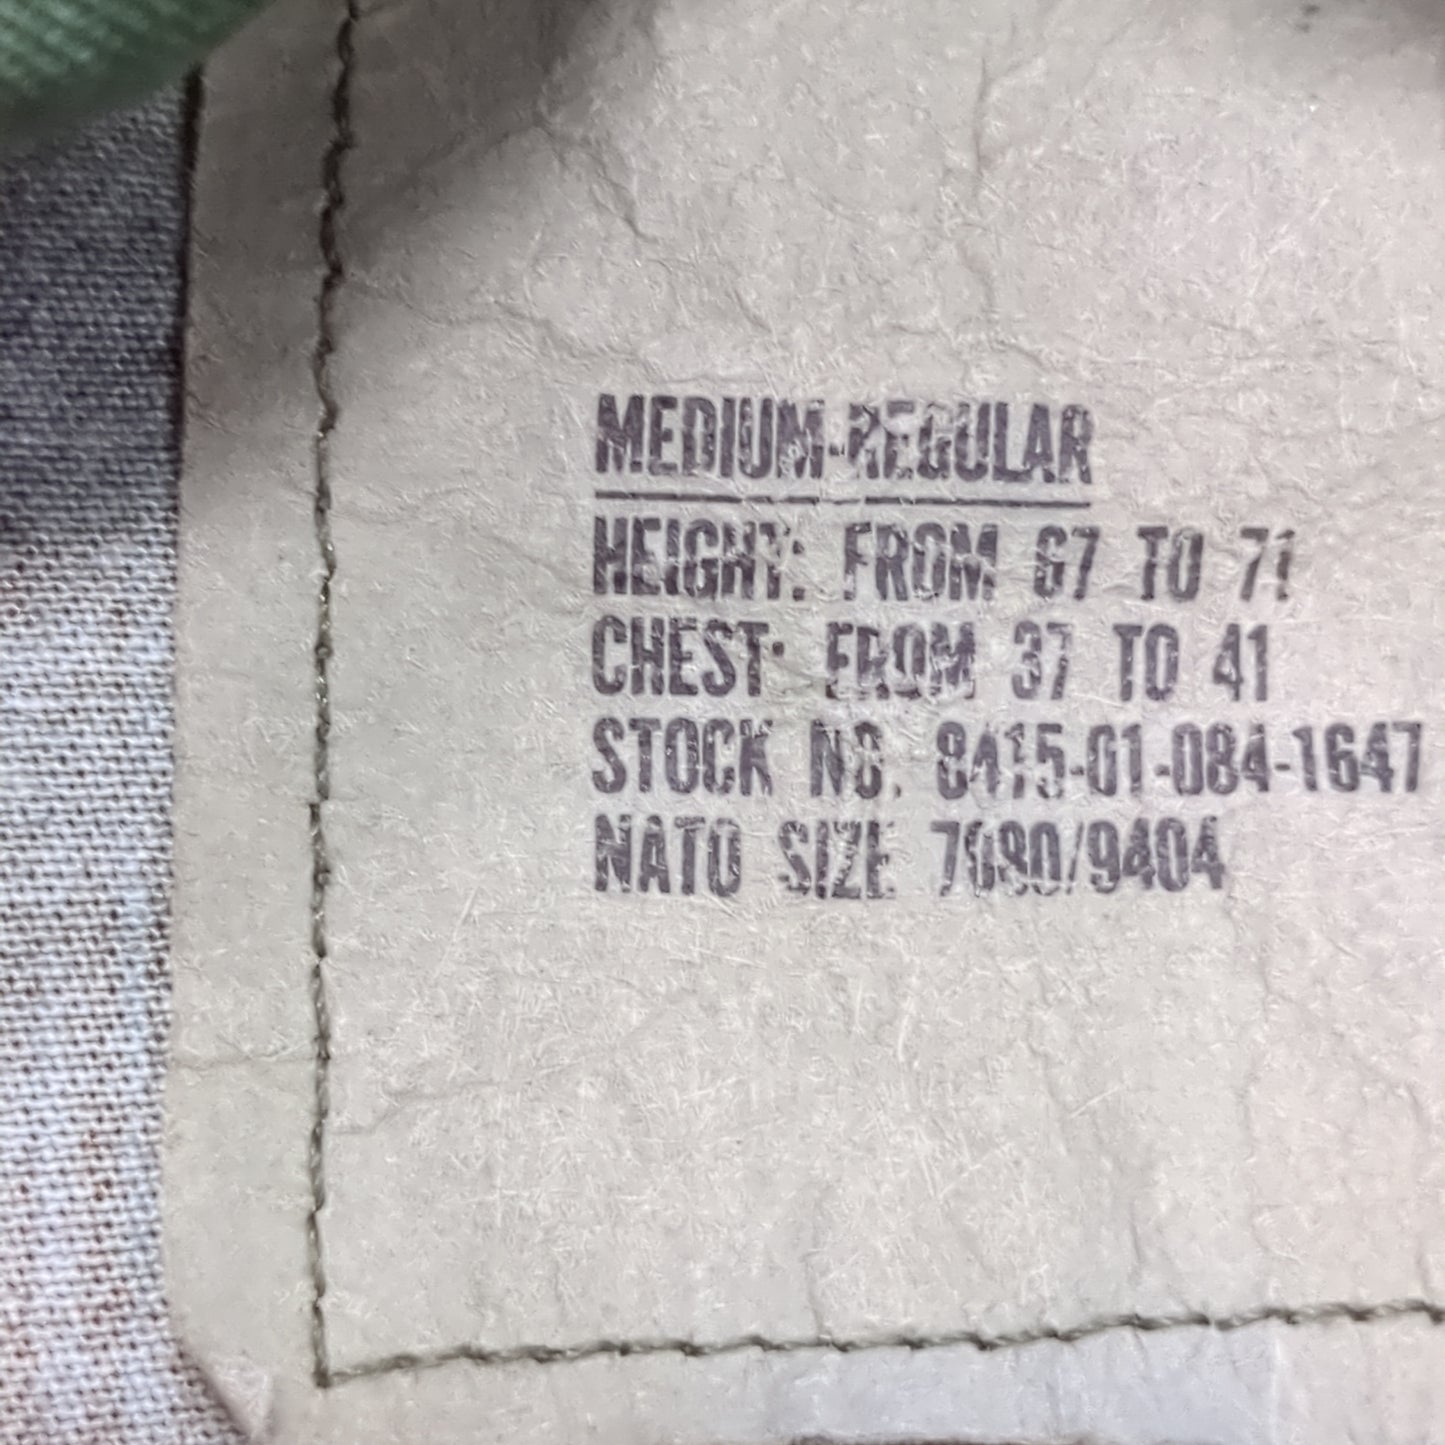 MEDIUM-REGULAR
HEIGHT: FROM 67 TO 71
CHEST: FROM 37 TO 41
STOCK NO. 8415-01-084-1647
NATO SIZE 7080/9404